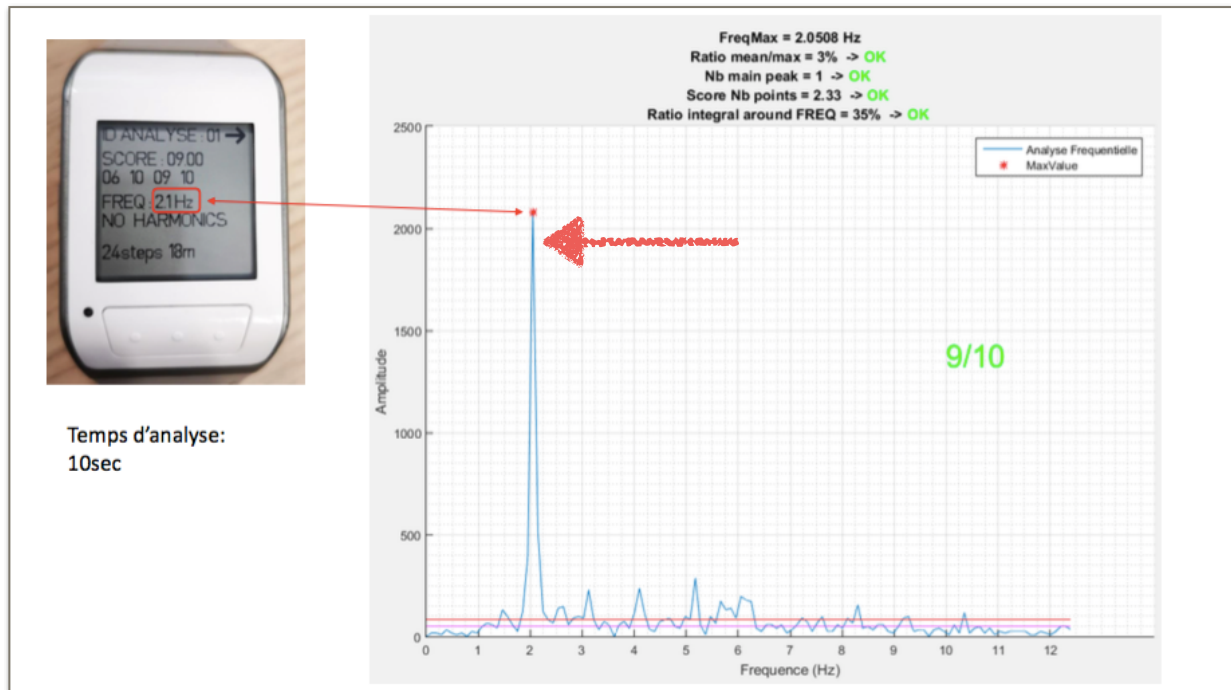 ID ANALYSE : 01 →
SCORE : 09.00
06 10 09 10
FREQ : 2.1Hz
NO HARMONICS
24steps 18m
Temps d'analyse:
10sec
FreqMax = 2.0508 Hz
Ratio mean/max = 3% -> OK
Nb main peak = 1 -> OK
Score Nb points = 2.33 -> OK
Ratio integral around FREQ = 35% -> OK
Analyse Frequentielle
MaxValue
9/10
Amplitude
2500
2000
1500
1000
500
0
0 1 2 3 4 5 6 7 8 9 10 11 12
Frequence (Hz)